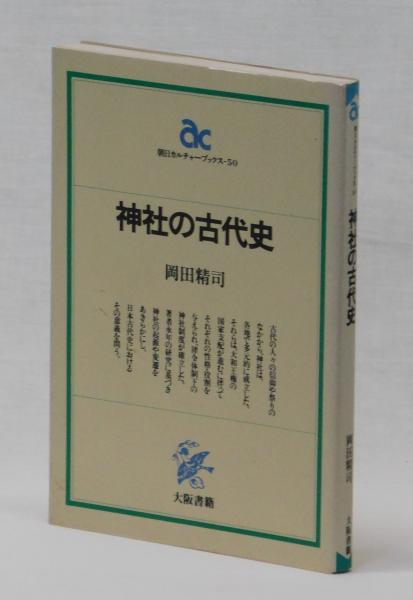 ac
朝日カルチャーブックス-50
神社の古代史
岡田精司
古代の人々の信仰や祭りの
なかから、神社は、
各地で多元的に成立した。
それらは、大和王権の
国家支配が進むに伴って
それぞれの性格・役割を
与えられ、律令体制下の
神社制度が確立した。
著者永年の研究に基づき
神社の起源や変遷を
あきらかにし、
日本古代史における
その意義を問う。
大阪書籍
ac
神社の古代史
岡田精司
大阪書籍